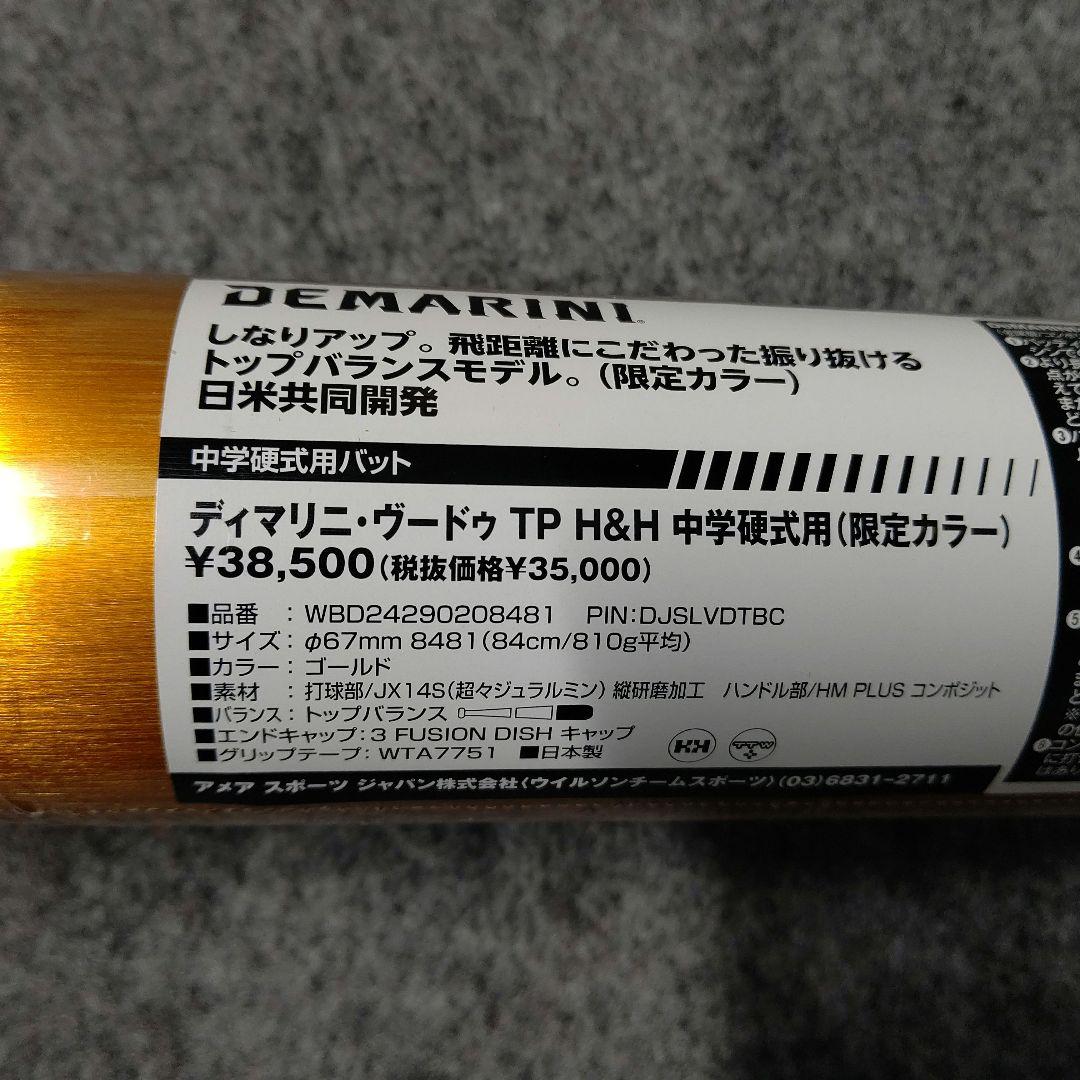 DEMARINI
しなりアップ。飛距離にこだわった振り抜ける
トップバランスモデル。(限定カラー)
日米共同開発
中学硬式用バット
ディマリニ・ヴードゥ TP H&H 中学硬式用(限定カラー)
¥38,500(税抜価格¥35,000)
■品番 : WBD24290208481 PIN:DJSLVDTBC
■サイズ: φ67mm 8481(84cm/810g平均)
■カラー: ゴールド
■素材 : 打球部/JX14S(超々ジュラルミン) 縦研磨加工 ハンドル部/HM PLUS コンポジット
■バランス: トップバランス
■エンドキャップ: 3 FUSION DISH キャップ
■グリップテープ: WTA7751 ■日本製
KH TTW
アメア スポーツ ジャパン株式会社(ウイルソンチームスポーツ)(03)6831-2711